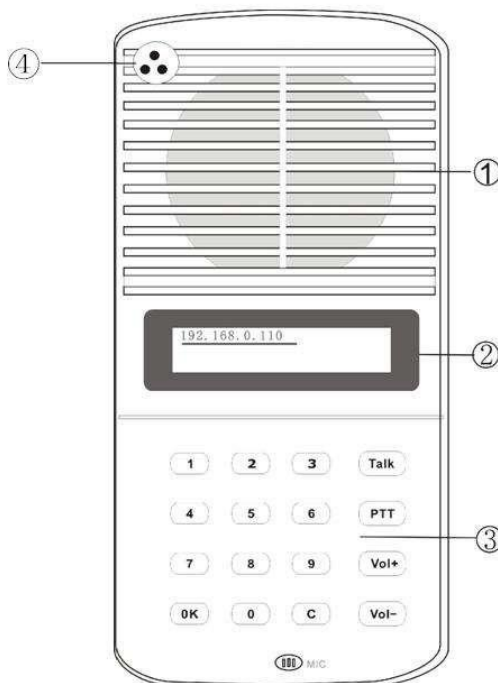 ④
①
192.168.0.110
②
1 2 3 Talk
4 5 6 PTT
③
7 8 9 Vol+
OK 0 C Vol-
MIC